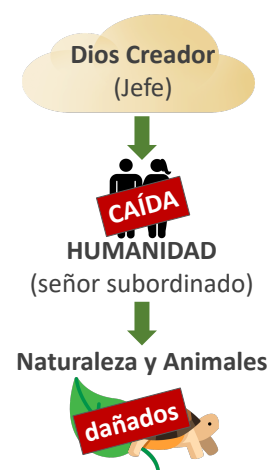 Dios Creador
(Jefe)
CAÍDA
HUMANIDAD
(señor subordinado)
Naturaleza y Animales
dañados